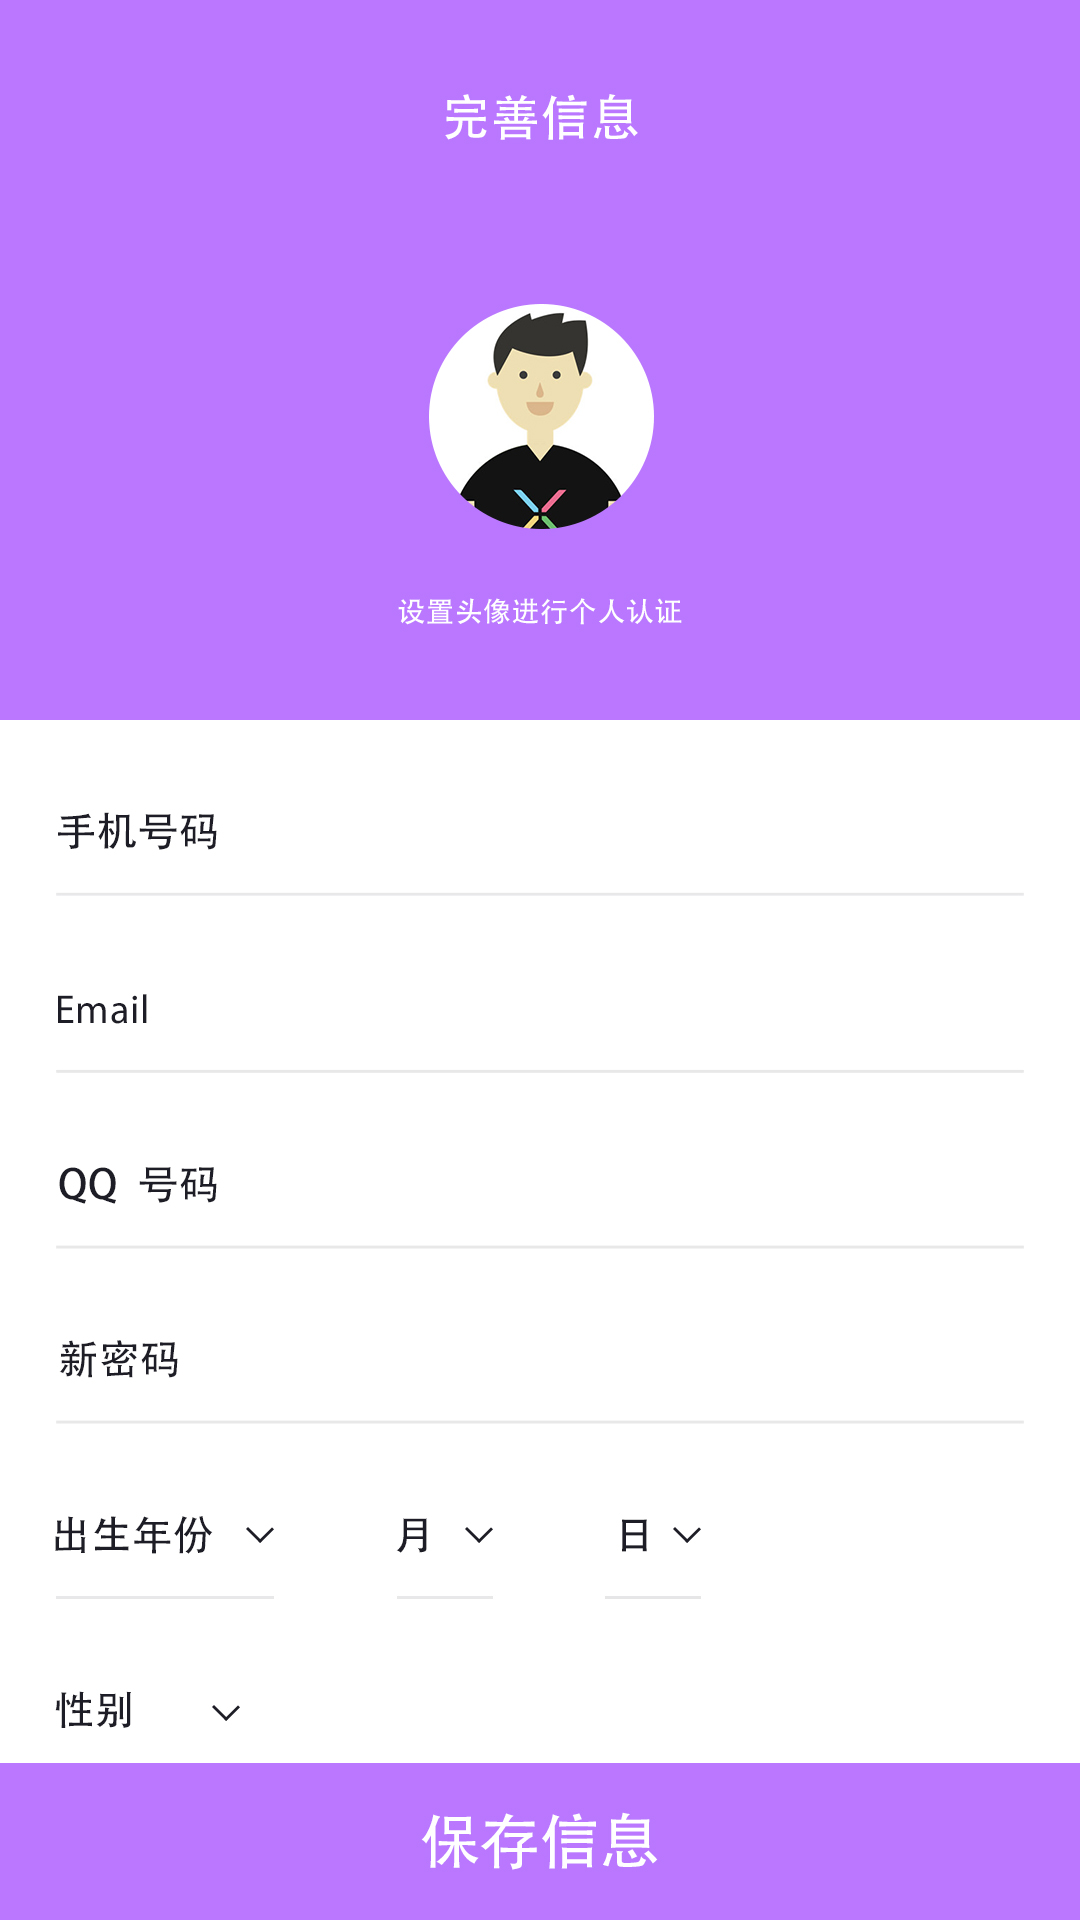 完善信息
设置头像进行个人认证
手机号码
Email
QQ 号码
新密码
出生年份 月 日
性别
保存信息